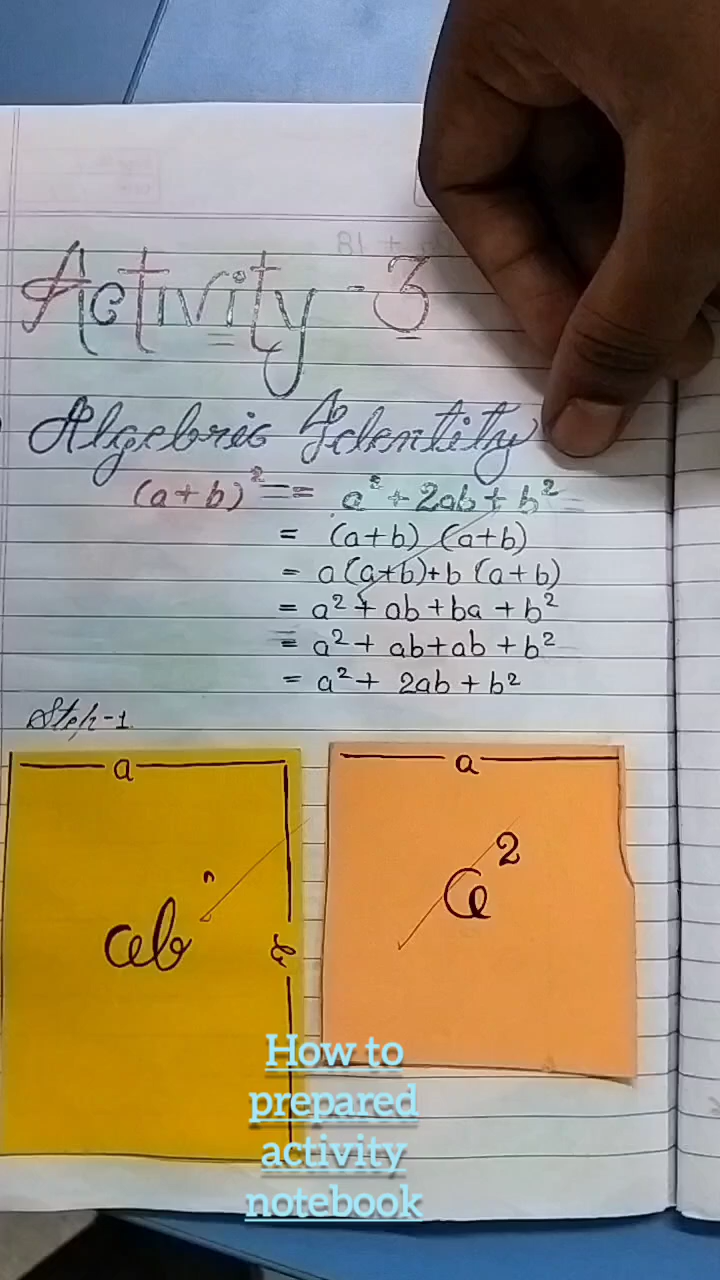 Activity-3
Algebric Identity
(a+b)² == a² + 2ab + b² =
= (a+b) (a+b)
= a(a+b)+b (a+b)
= a² + ab + ba + b²
= a² + ab+ab + b²
= a² + 2ab + b²
Step-1
a
a
ab
b
a²
How to
prepared
activity
notebook